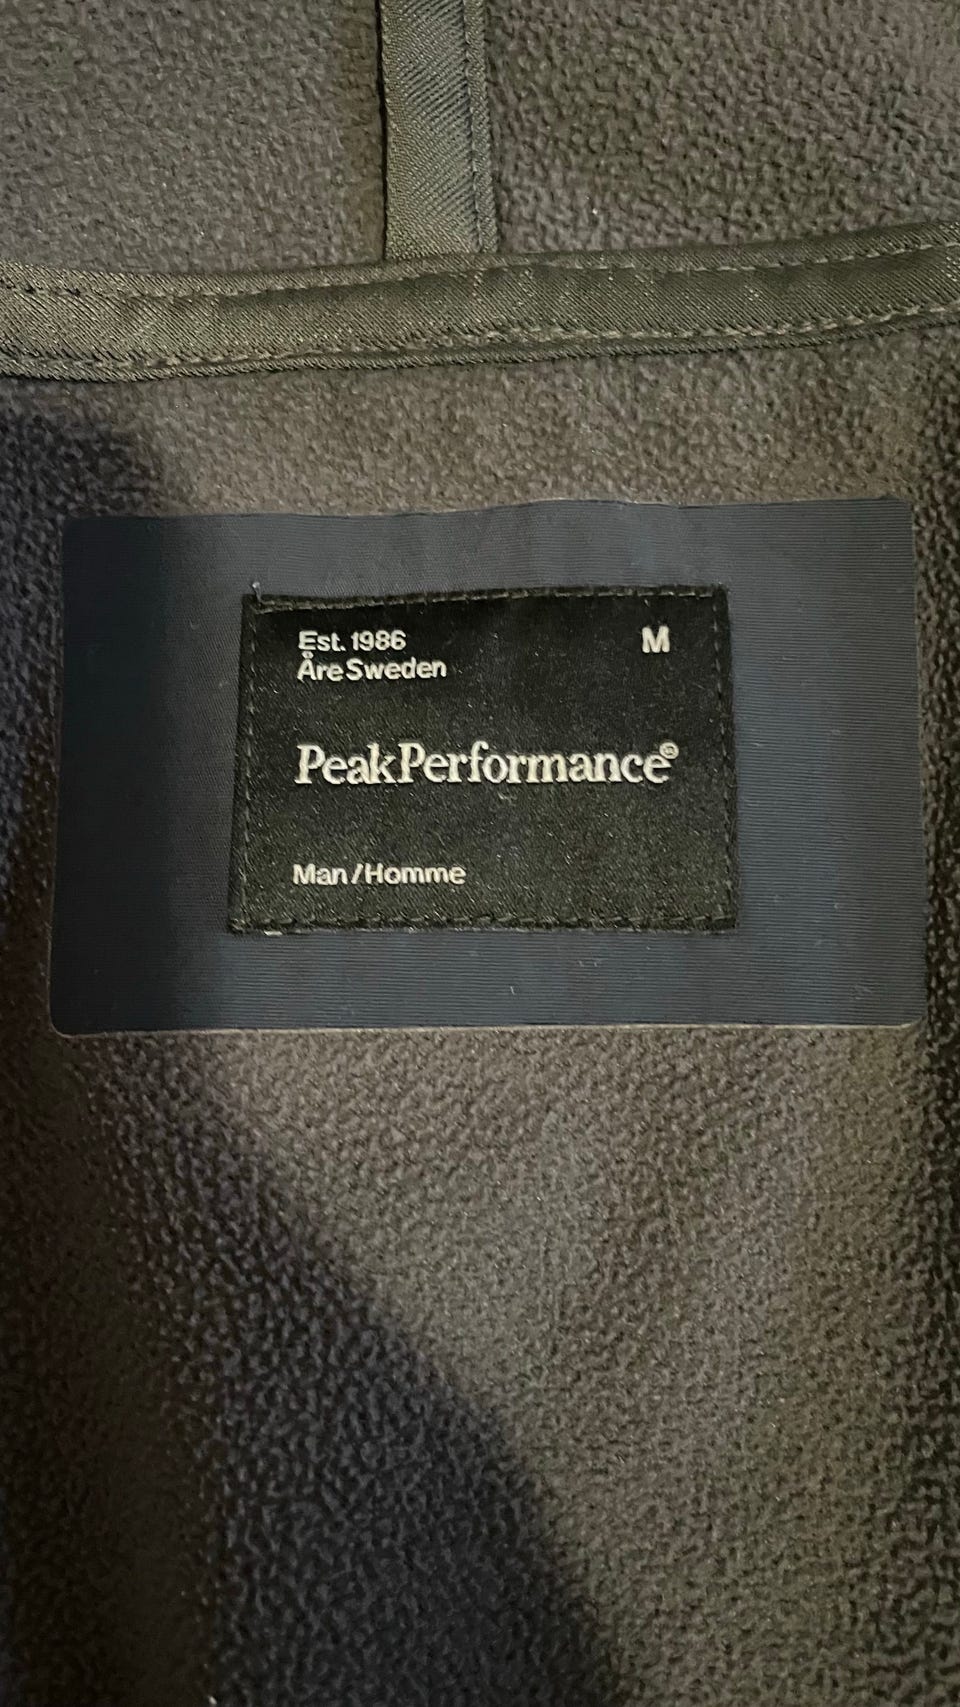 Est. 1986
M
Åre Sweden
PeakPerformance®
Man/Homme